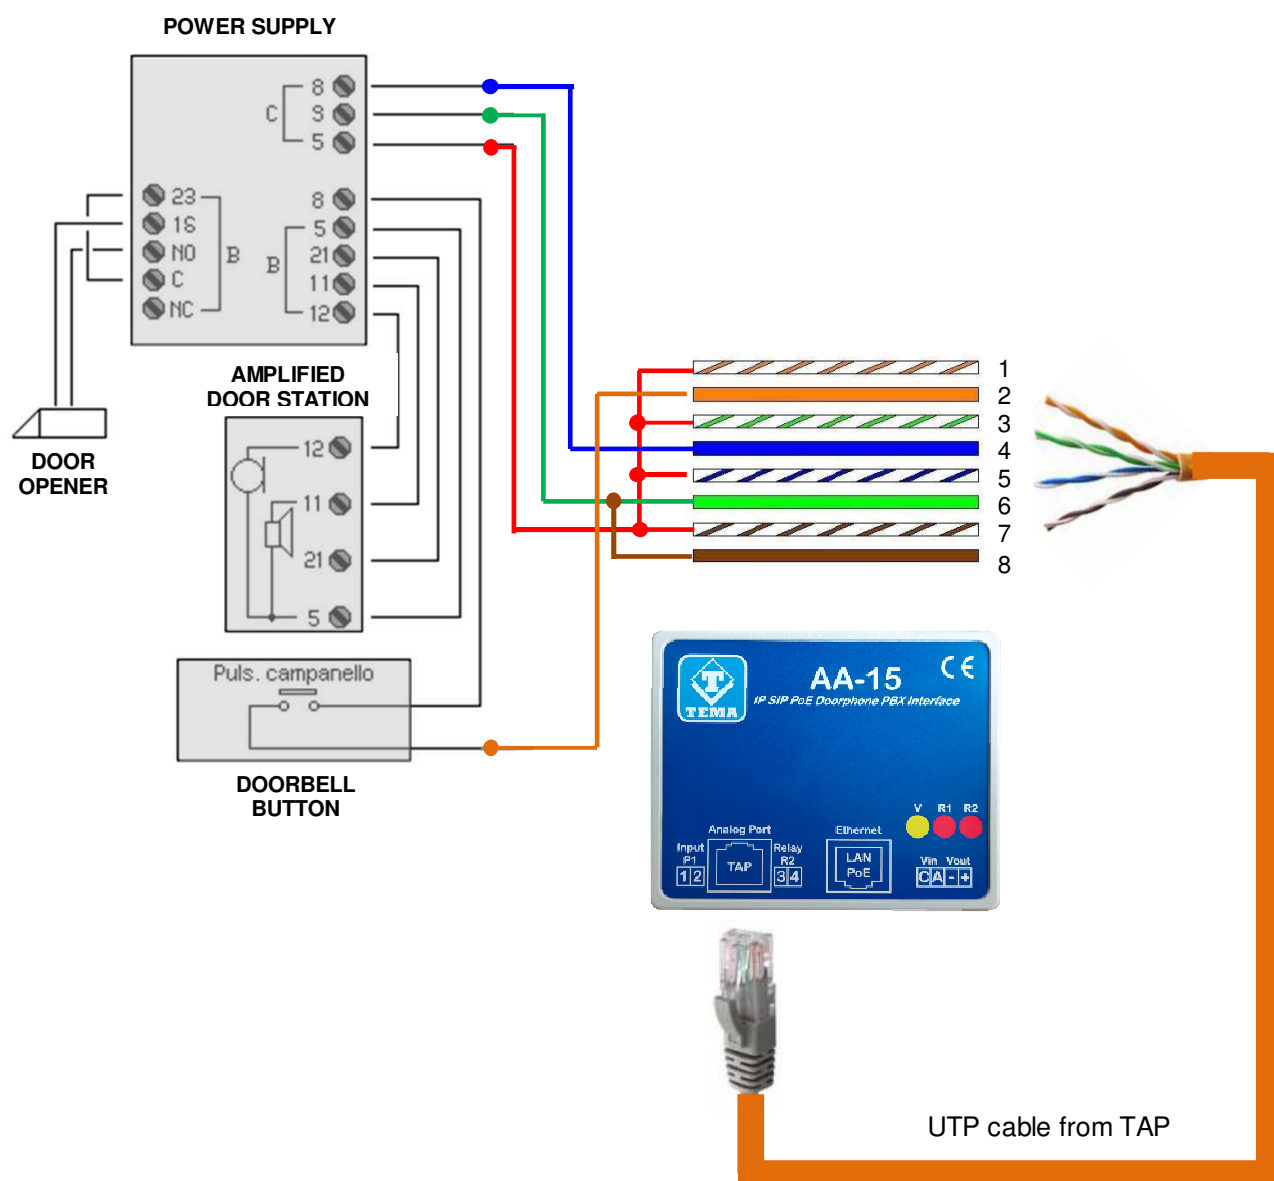 POWER SUPPLY
8
C 3
5
23
8
1S
5
NO B
B 21
C
11
NC
12
AMPLIFIED
DOOR STATION
12
11
21
5
DOOR
OPENER
Puls. campanello
DOORBELL
BUTTON
1
2
3
4
5
6
7
8
T
TEMA
AA-15
CE
IP SIP PoE Doorphone PBX Interface
V R1 R2
Analog Port
Ethernet
Input
P1
1 2
TAP
Relay
R2
3 4
LAN
PoE
Vin Vout
C A - +
UTP cable from TAP